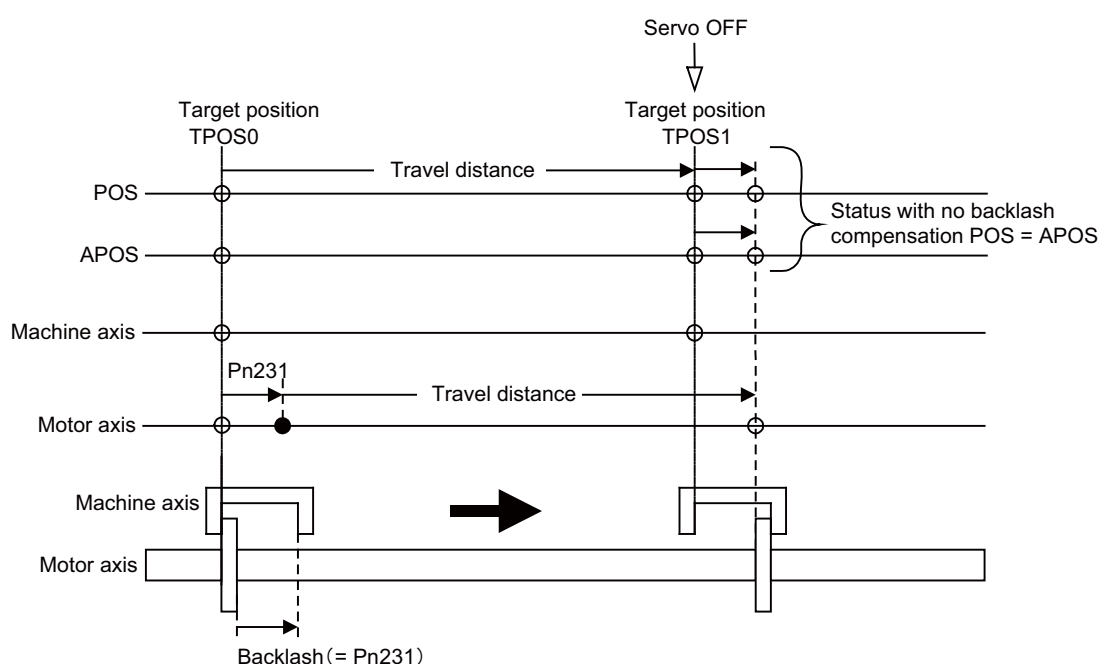 Servo OFF
Target position
TPOS0
Target position
TPOS1
Travel distance
POS
Status with no backlash
compensation POS = APOS
APOS
Machine axis
Pn231
Travel distance
Motor axis
Machine axis
Motor axis
Backlash(= Pn231)